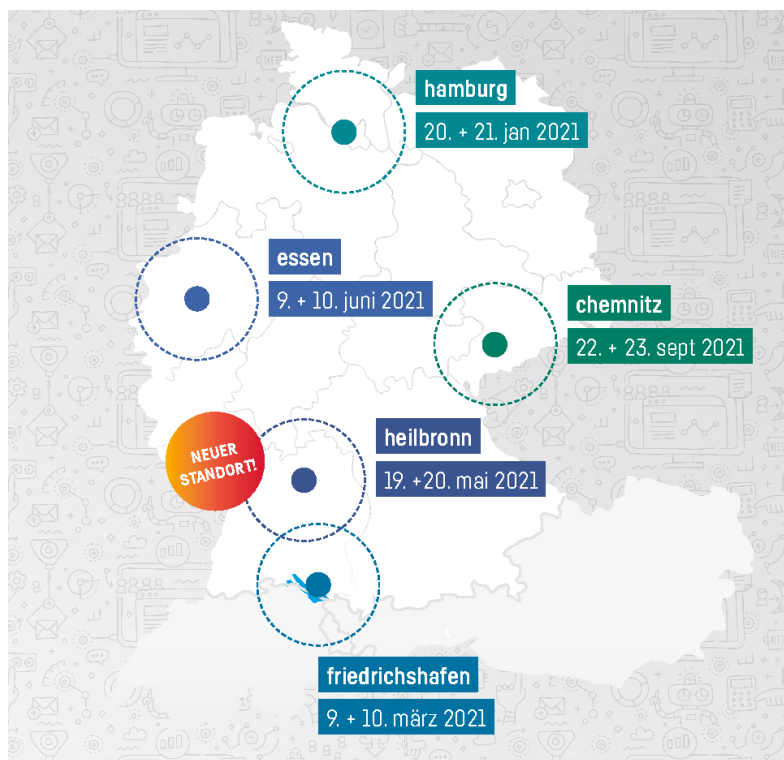 hamburg
20. + 21. jan 2021
essen
9. + 10. juni 2021
chemnitz
22. + 23. sept 2021
NEUER
STANDORT!
heilbronn
19. +20. mai 2021
friedrichshafen
9. + 10. märz 2021